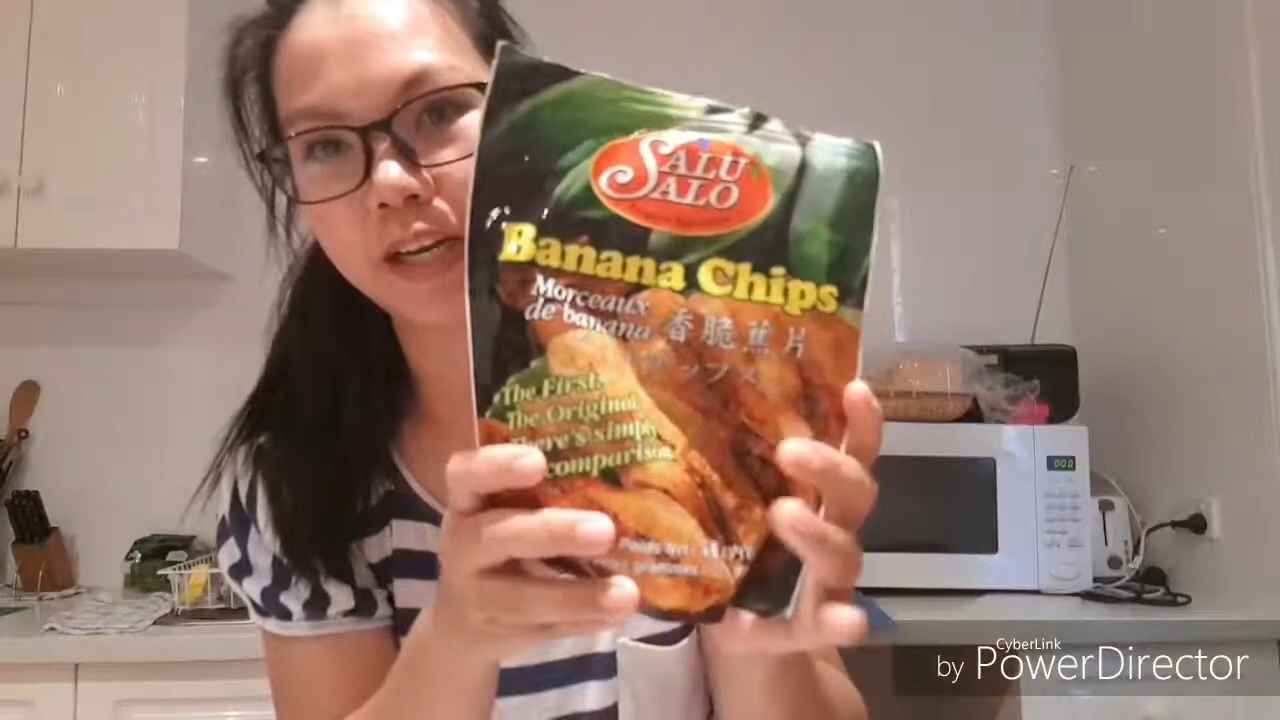 SALU
SALO
Banana Chips
Morceaux
de banana
香脆蕉片
The First.
The Original.
There's simply
comparison.
000
CyberLink
by PowerDirector